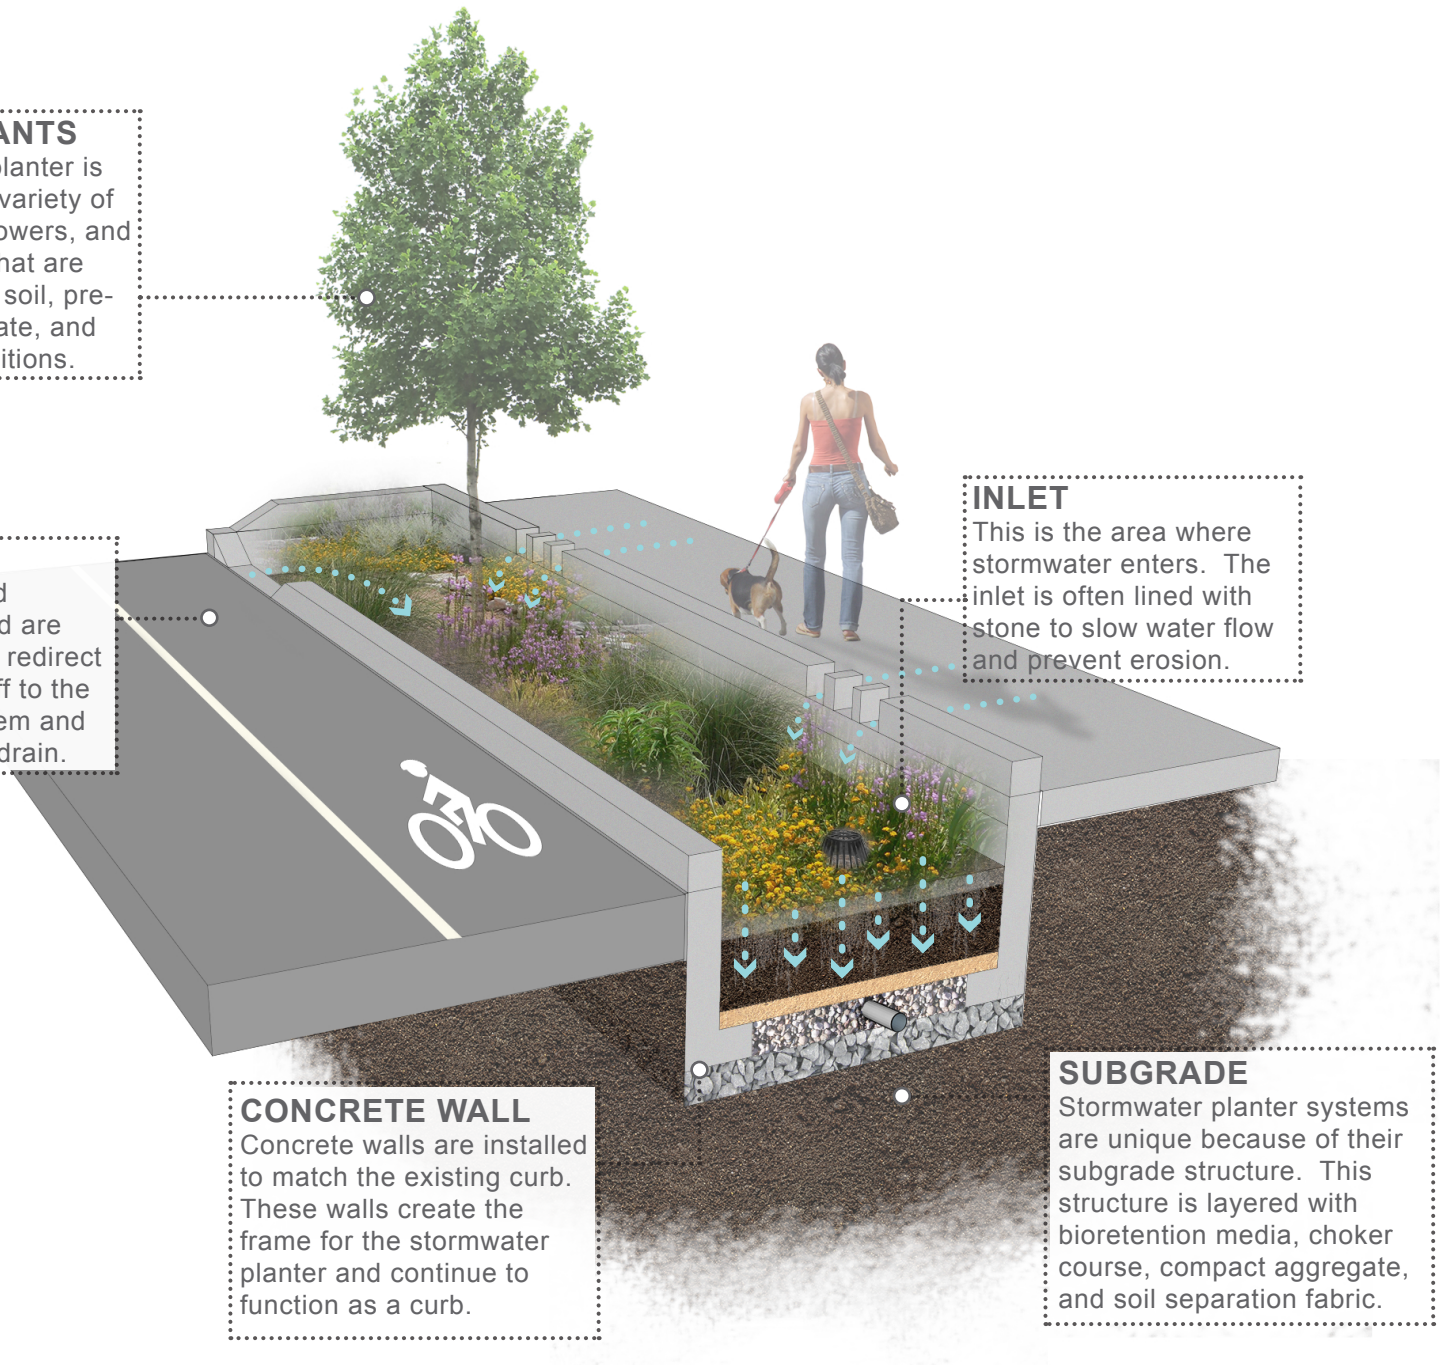 ANTS
planter is
variety of
owers, and
hat are
soil, pre-
ate, and
itions.
d
d are
redirect
ff to the
em and
drain.
INLET
This is the area where
stormwater enters. The
inlet is often lined with
stone to slow water flow
and prevent erosion.
CONCRETE WALL
Concrete walls are installed
to match the existing curb.
These walls create the
frame for the stormwater
planter and continue to
function as a curb.
SUBGRADE
Stormwater planter systems
are unique because of their
subgrade structure. This
structure is layered with
bioretention media, choker
course, compact aggregate,
and soil separation fabric.